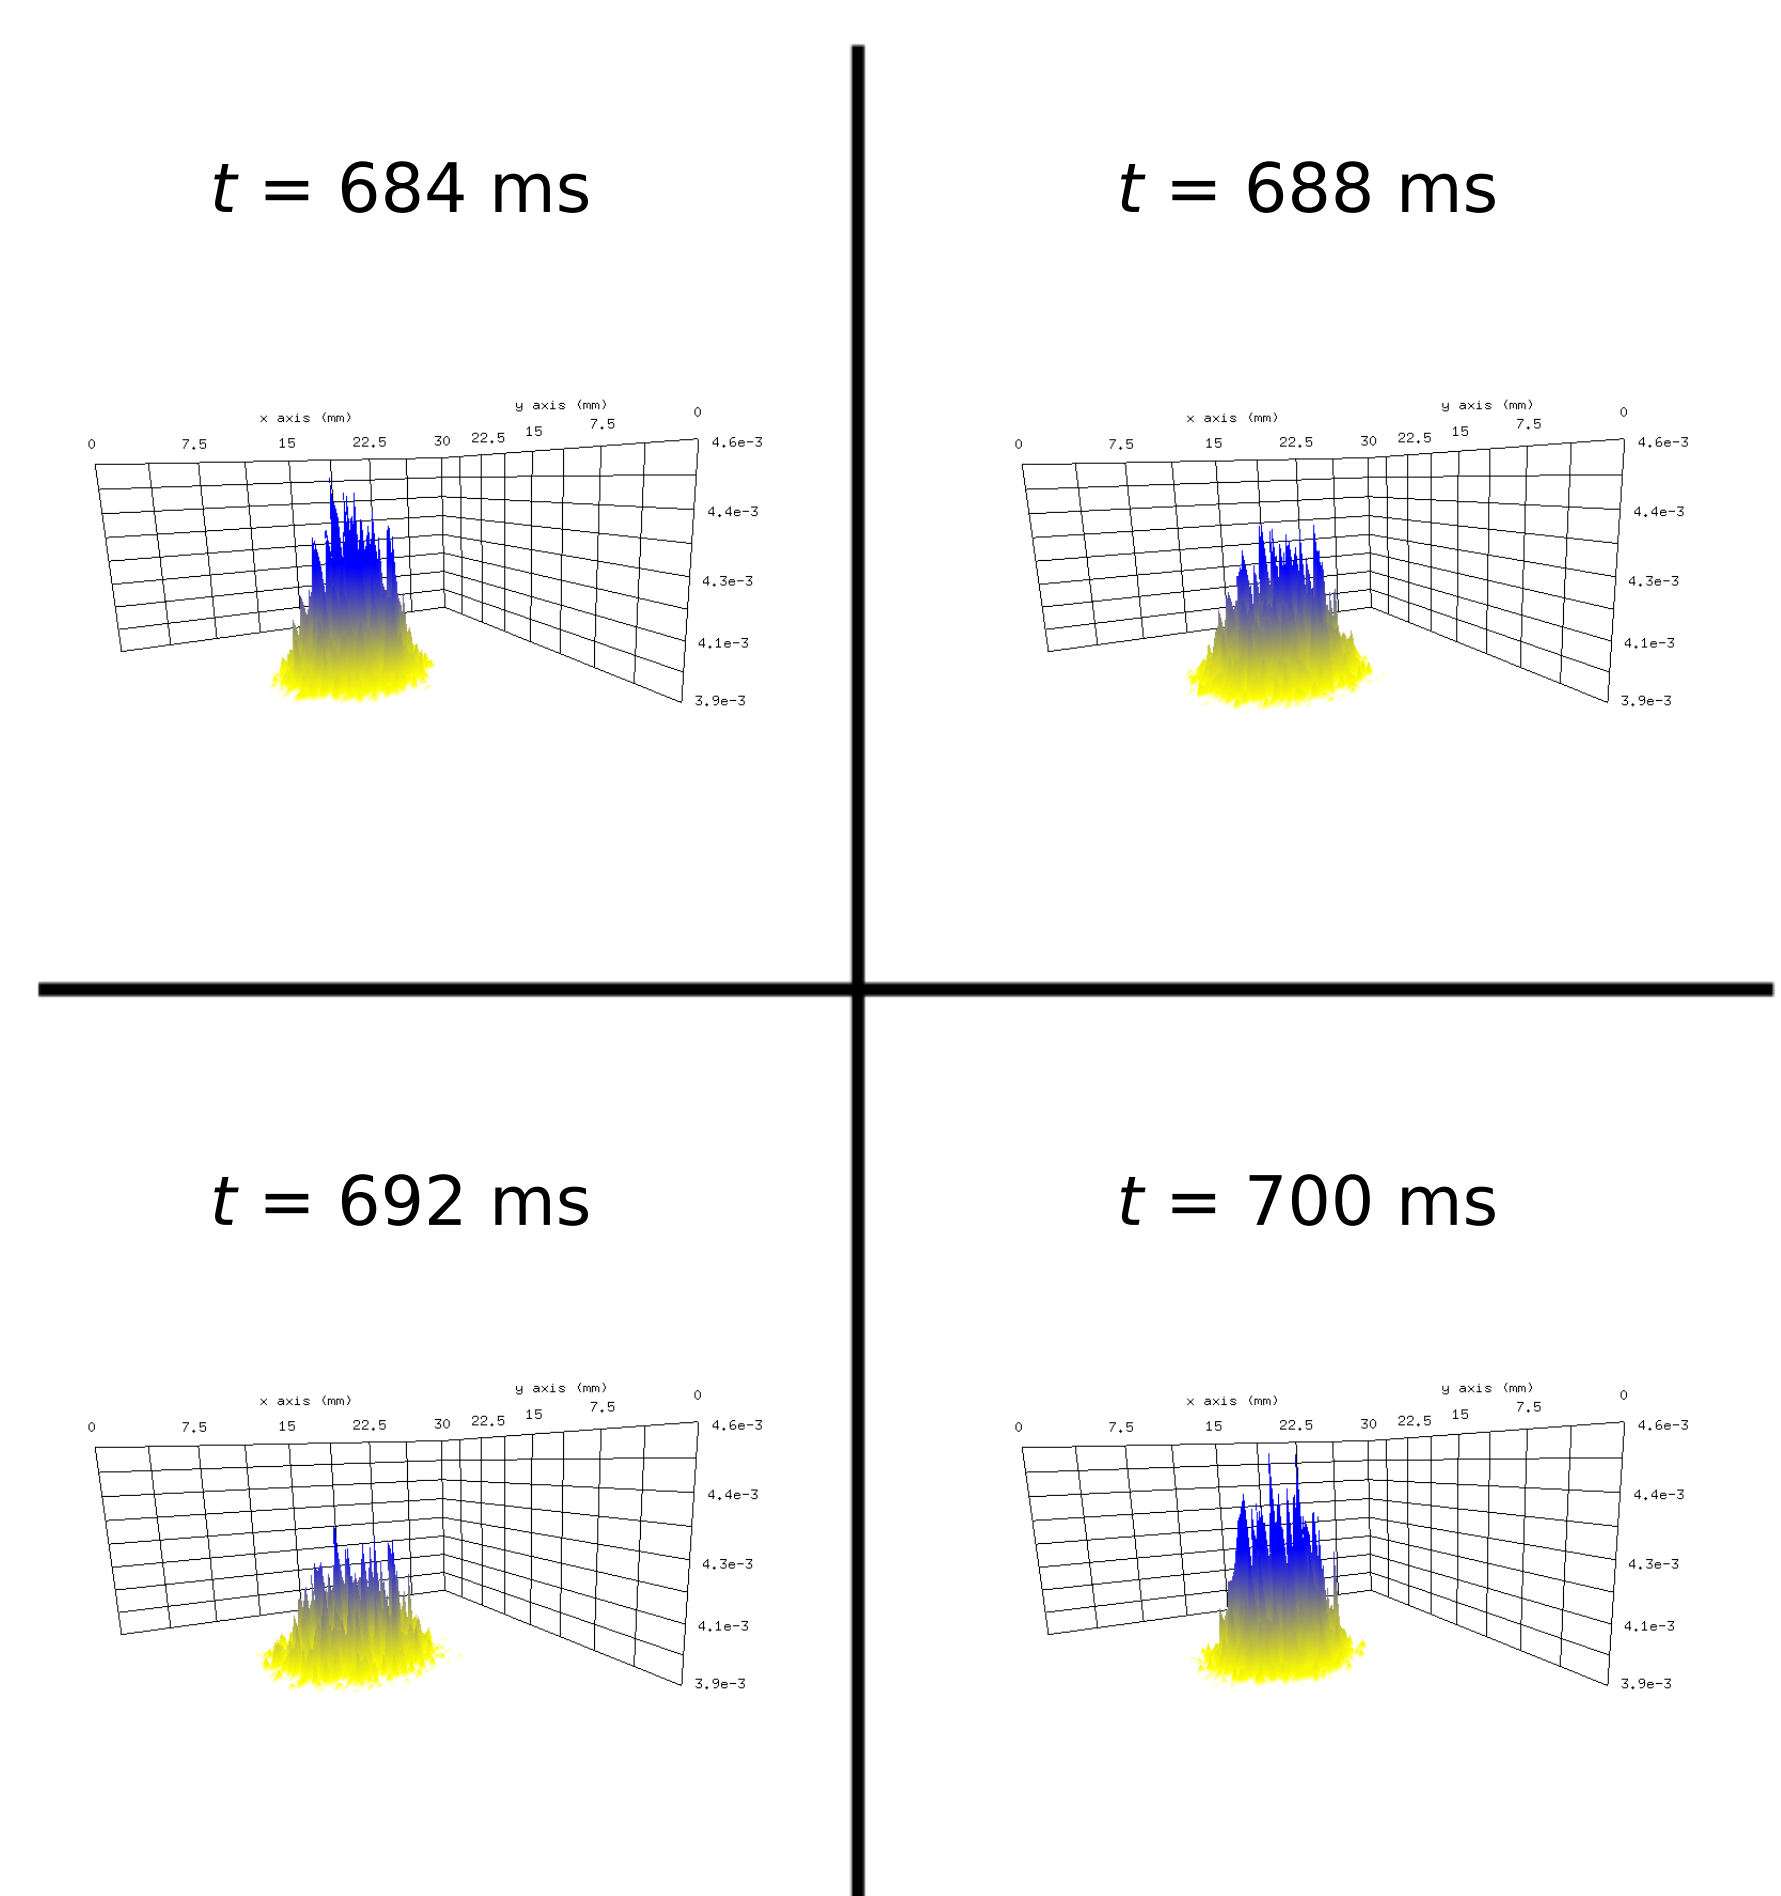 t = 684 ms
x axis (mm)
y axis (mm)
0 7.5 15 22.5 30 22.5 15 7.5 0
4.6e-3
4.4e-3
4.3e-3
4.1e-3
3.9e-3
t = 688 ms
x axis (mm)
y axis (mm)
0 7.5 15 22.5 30 22.5 15 7.5 0
4.6e-3
4.4e-3
4.3e-3
4.1e-3
3.9e-3
t = 692 ms
x axis (mm)
y axis (mm)
0 7.5 15 22.5 30 22.5 15 7.5 0
4.6e-3
4.4e-3
4.3e-3
4.1e-3
3.9e-3
t = 700 ms
x axis (mm)
y axis (mm)
0 7.5 15 22.5 30 22.5 15 7.5 0
4.6e-3
4.4e-3
4.3e-3
4.1e-3
3.9e-3